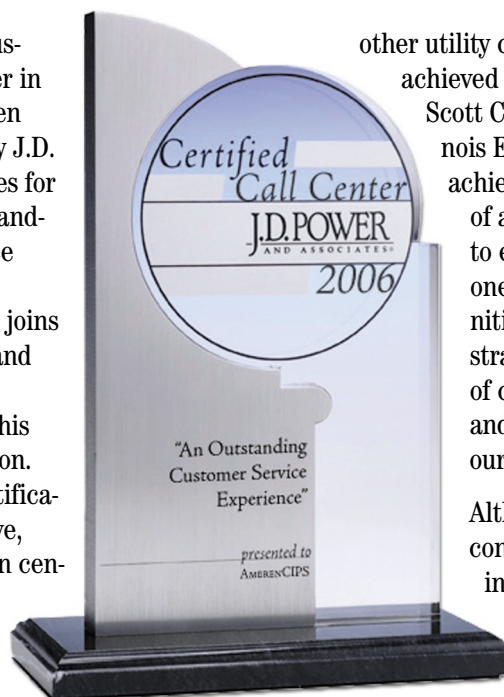 us-
er in
en
y J.D.
es for
and-
e
joins
and
his
on.
tifica-
ve,
n cen-
Certified
Call Center
J.D.POWER
AND ASSOCIATES®
2006
"An Outstanding
Customer Service
Experience"
presented to
AMERENCIPS
other utility c
achieved
Scott C
nois E
achie
of a
to e
one
niti
stra
of c
and
our
Alt
con
in